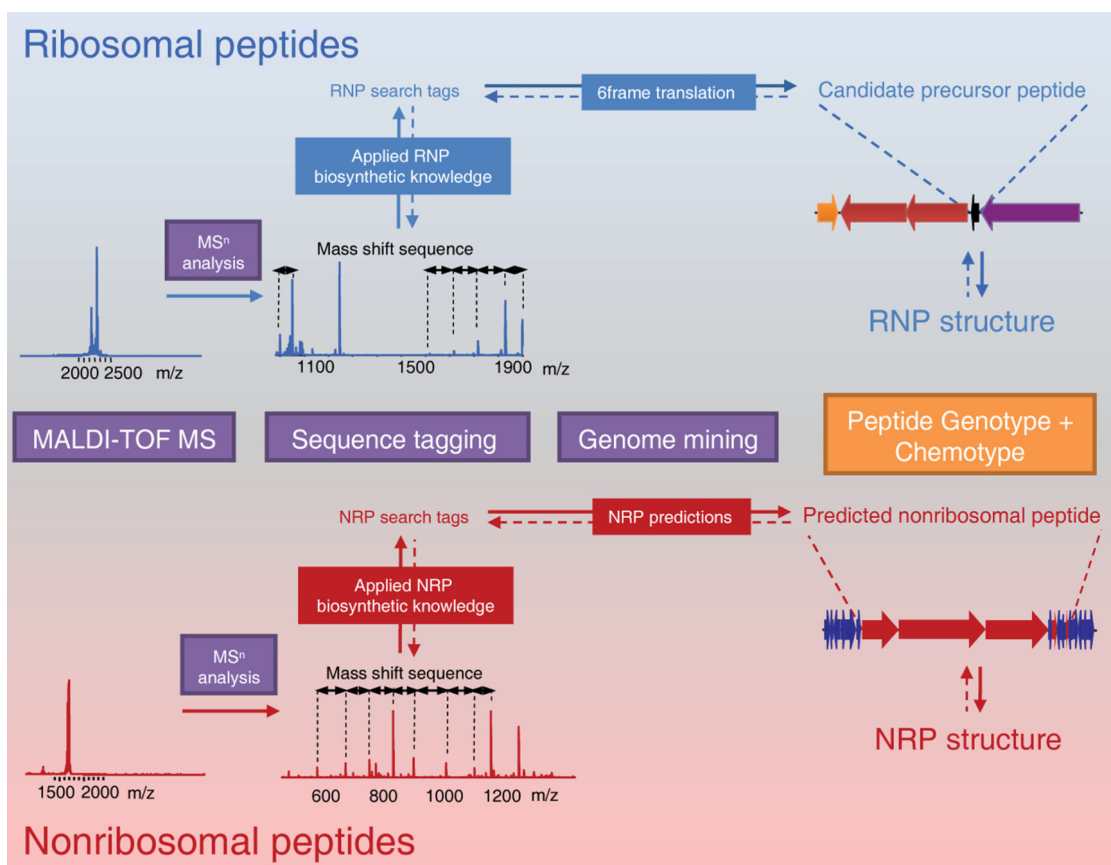 Ribosomal peptides
RNP search tags
6frame translation
Candidate precursor peptide
Applied RNP
biosynthetic knowledge
MSⁿ
analysis
Mass shift sequence
RNP structure
2000 2500 m/z
1100 1500 1900 m/z
MALDI-TOF MS
Sequence tagging
Genome mining
Peptide Genotype +
Chemotype
NRP search tags
NRP predictions
Predicted nonribosomal peptide
Applied NRP
biosynthetic knowledge
MSⁿ
analysis
Mass shift sequence
NRP structure
1500 2000 m/z
600 800 1000 1200 m/z
Nonribosomal peptides